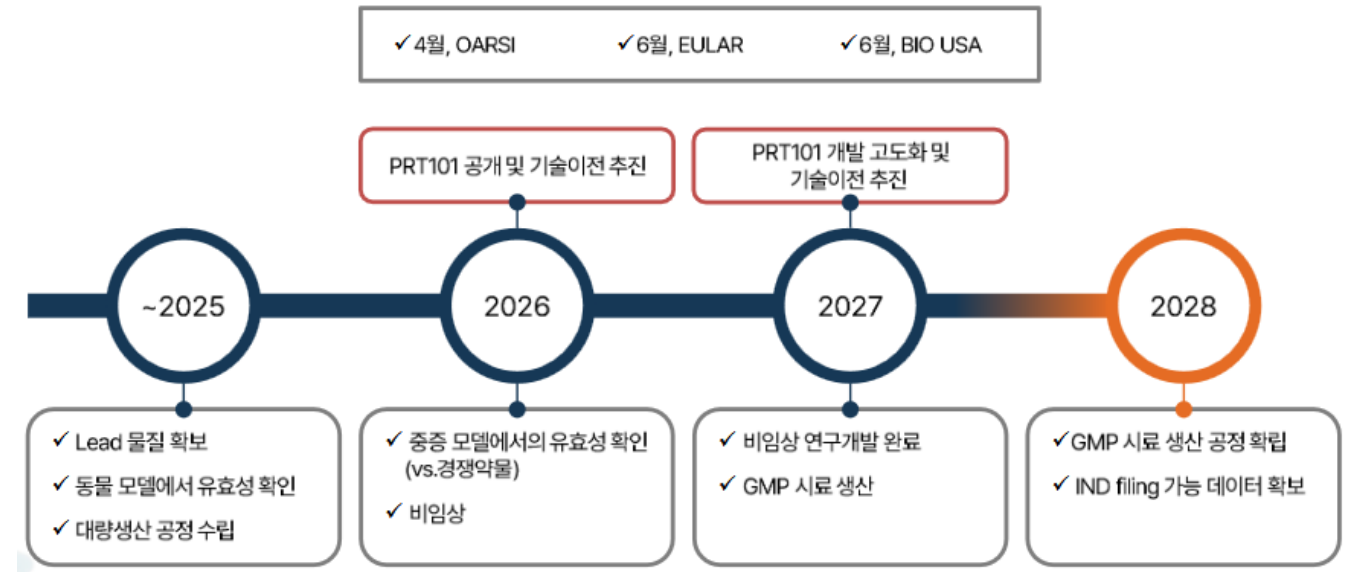 ✓4월, OARSI ✓6월, EULAR ✓6월, BIO USA
PRT101 공개 및 기술이전 추진
PRT101 개발 고도화 및
기술이전 추진
~2025
2026
2027
2028
✓ Lead 물질 확보
✓ 동물 모델에서 유효성 확인
✓ 대량생산 공정 수립
✓ 중증 모델에서의 유효성 확인
(vs.경쟁약물)
✓ 비임상
✓ 비임상 연구개발 완료
✓ GMP 시료 생산
✓GMP 시료 생산 공정 확립
✓ IND filing 가능 데이터 확보